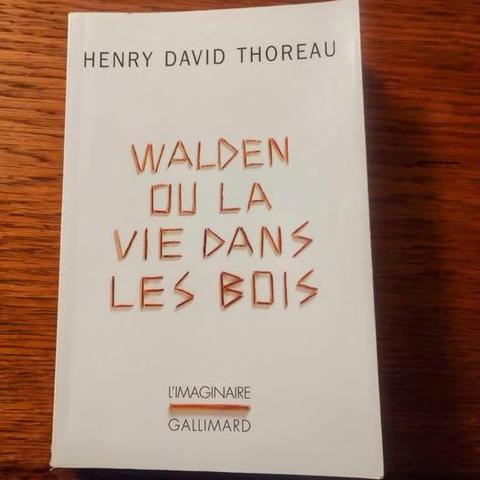 HENRY DAVID THOREAU
WALDEN
OU LA
VIE DANS
LES BOIS
L'IMAGINAIRE
GALLIMARD